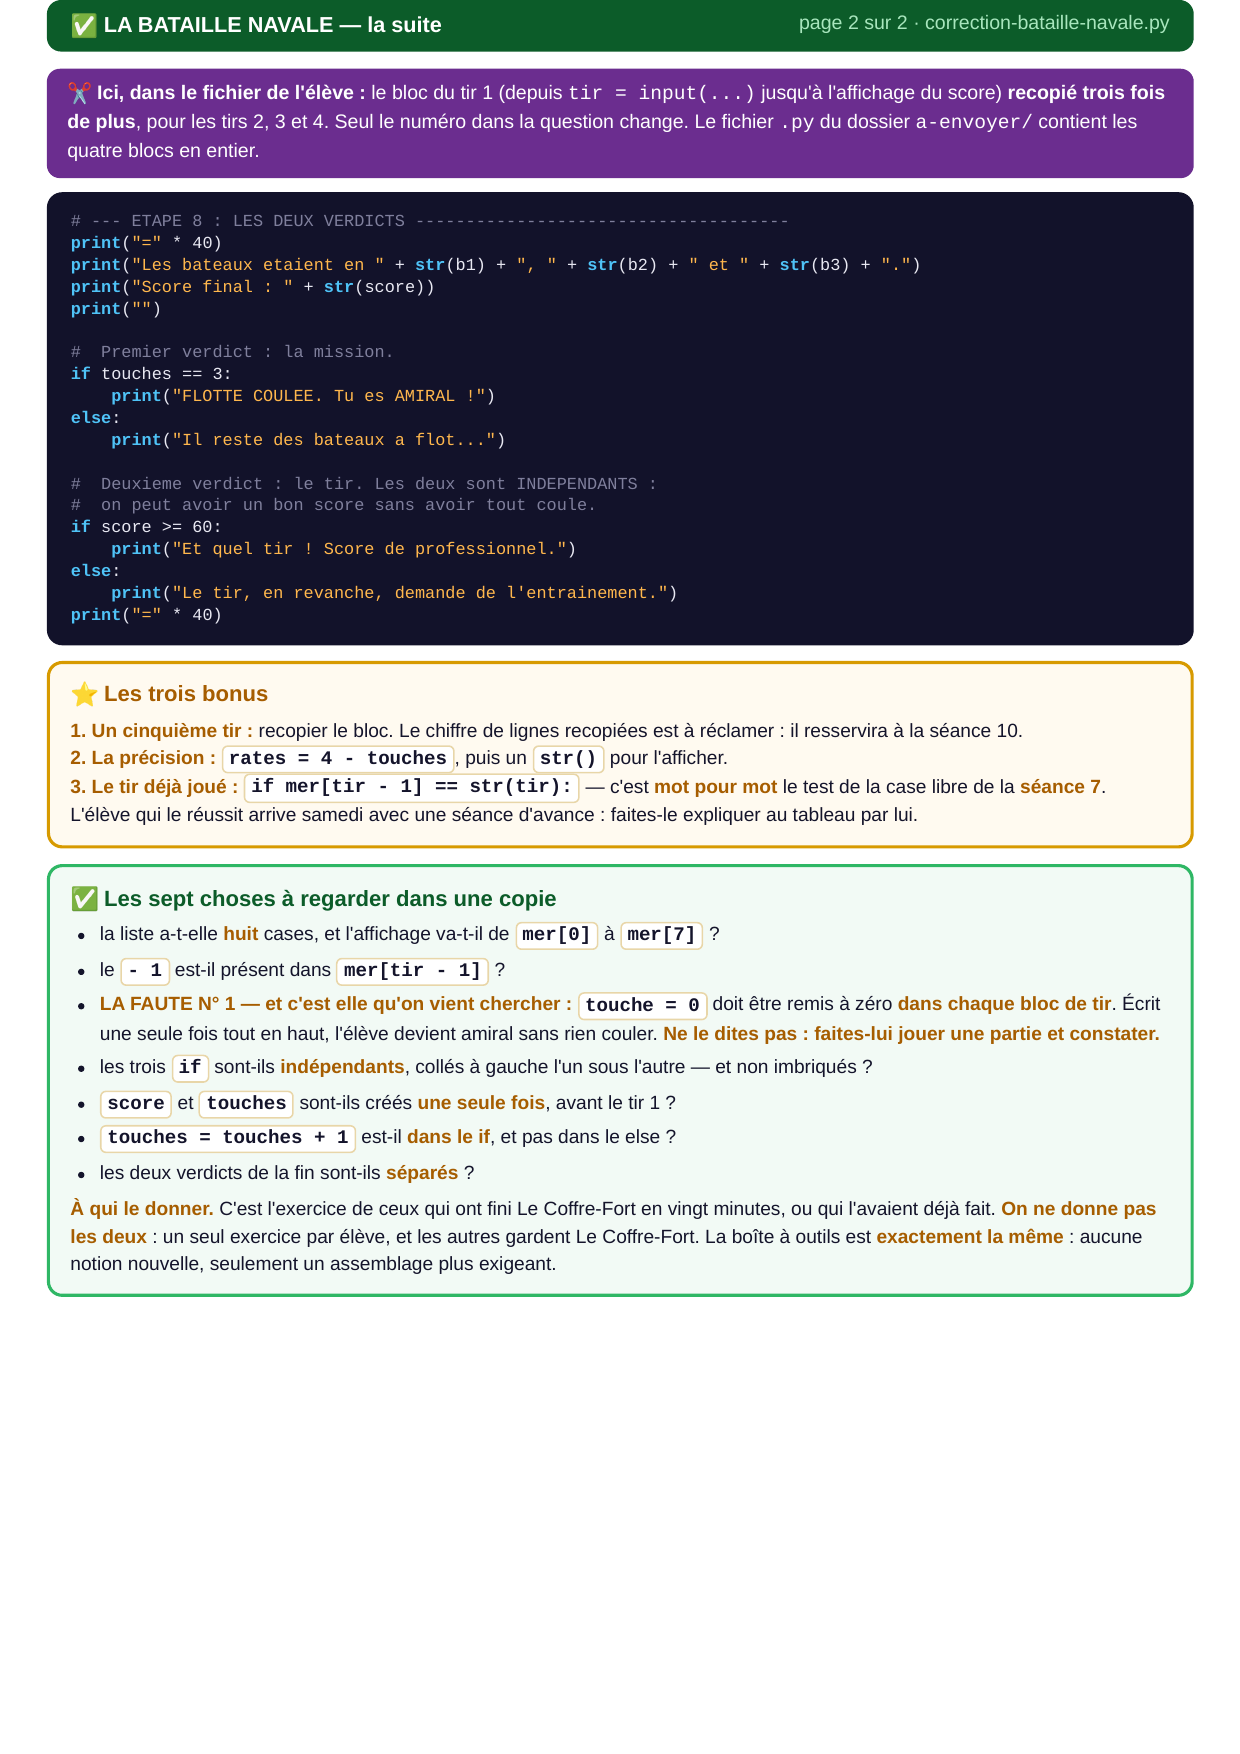 ✅ LA BATAILLE NAVALE — la suite
page 2 sur 2 · correction-bataille-navale.py
✂️ Ici, dans le fichier de l'élève : le bloc du tir 1 (depuis tir = input(...) jusqu'à l'affichage du score) recopié trois fois
de plus, pour les tirs 2, 3 et 4. Seul le numéro dans la question change. Le fichier .py du dossier a-envoyer/ contient les
quatre blocs en entier.
# --- ETAPE 8 : LES DEUX VERDICTS -------------------------------------
print("=" * 40)
print("Les bateaux etaient en " + str(b1) + ", " + str(b2) + " et " + str(b3) + ".")
print("Score final : " + str(score))
print("")
#  Premier verdict : la mission.
if touches == 3:
    print("FLOTTE COULEE. Tu es AMIRAL !")
else:
    print("Il reste des bateaux a flot...")
#  Deuxieme verdict : le tir. Les deux sont INDEPENDANTS :
#  on peut avoir un bon score sans avoir tout coule.
if score >= 60:
    print("Et quel tir ! Score de professionnel.")
else:
    print("Le tir, en revanche, demande de l'entrainement.")
print("=" * 40)
⭐ Les trois bonus
1. Un cinquième tir : recopier le bloc. Le chiffre de lignes recopiées est à réclamer : il resservira à la séance 10.
2. La précision : rates = 4 - touches, puis un str() pour l'afficher.
3. Le tir déjà joué : if mer[tir - 1] == str(tir): — c'est mot pour mot le test de la case libre de la séance 7.
L'élève qui le réussit arrive samedi avec une séance d'avance : faites-le expliquer au tableau par lui.
✅ Les sept choses à regarder dans une copie
• la liste a-t-elle huit cases, et l'affichage va-t-il de mer[0] à mer[7] ?
• le - 1 est-il présent dans mer[tir - 1] ?
• LA FAUTE N° 1 — et c'est elle qu'on vient chercher : touche = 0 doit être remis à zéro dans chaque bloc de tir. Écrit
une seule fois tout en haut, l'élève devient amiral sans rien couler. Ne le dites pas : faites-lui jouer une partie et constater.
• les trois if sont-ils indépendants, collés à gauche l'un sous l'autre — et non imbriqués ?
• score et touches sont-ils créés une seule fois, avant le tir 1 ?
• touches = touches + 1 est-il dans le if, et pas dans le else ?
• les deux verdicts de la fin sont-ils séparés ?
À qui le donner. C'est l'exercice de ceux qui ont fini Le Coffre-Fort en vingt minutes, ou qui l'avaient déjà fait. On ne donne pas
les deux : un seul exercice par élève, et les autres gardent Le Coffre-Fort. La boîte à outils est exactement la même : aucune
notion nouvelle, seulement un assemblage plus exigeant.